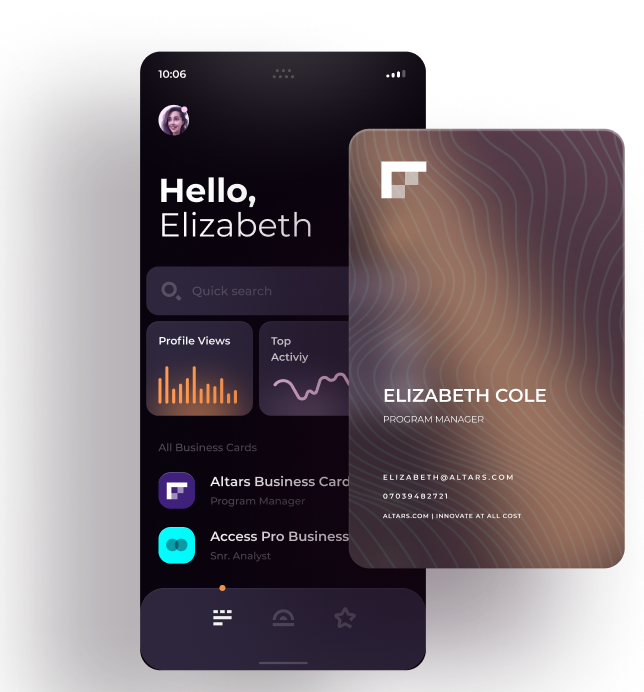 10:06
Hello,
Elizabeth
Quick search
Profile Views
Top
Activiy
All Business Cards
Altars Business Card
Program Manager
Access Pro Business
Snr. Analyst
ELIZABETH COLE
PROGRAM MANAGER
ELIZABETH@ALTARS.COM
07039482721
ALTARS.COM | INNOVATE AT ALL COST